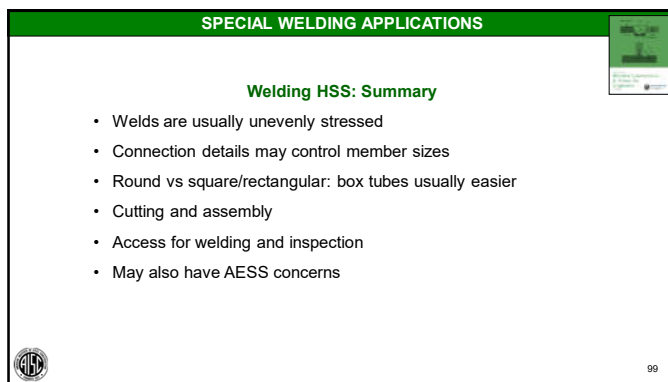 SPECIAL WELDING APPLICATIONS
Welding HSS: Summary
• Welds are usually unevenly stressed
• Connection details may control member sizes
• Round vs square/rectangular: box tubes usually easier
• Cutting and assembly
• Access for welding and inspection
• May also have AESS concerns
AISC
99